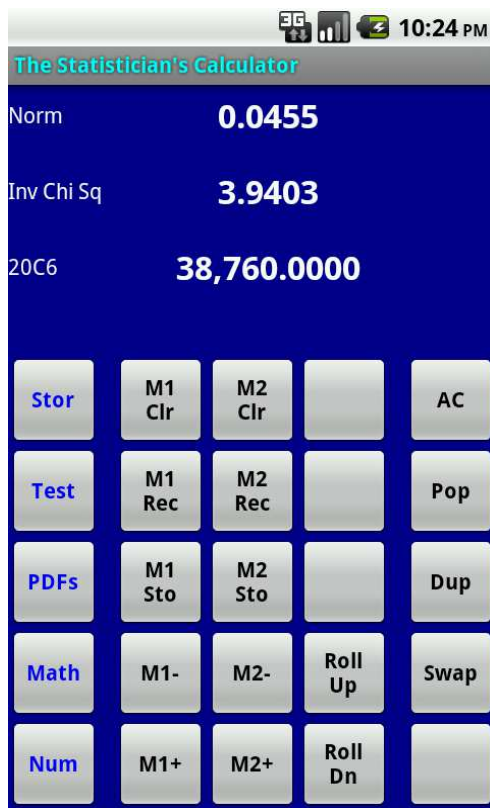 3G 10:24 PM
The Statistician's Calculator
Norm 0.0455
Inv Chi Sq 3.9403
20C6 38,760.0000
Stor M1 Clr M2 Clr AC
Test M1 Rec M2 Rec Pop
PDFs M1 Sto M2 Sto Dup
Math M1- M2- Roll Up Swap
Num M1+ M2+ Roll Dn